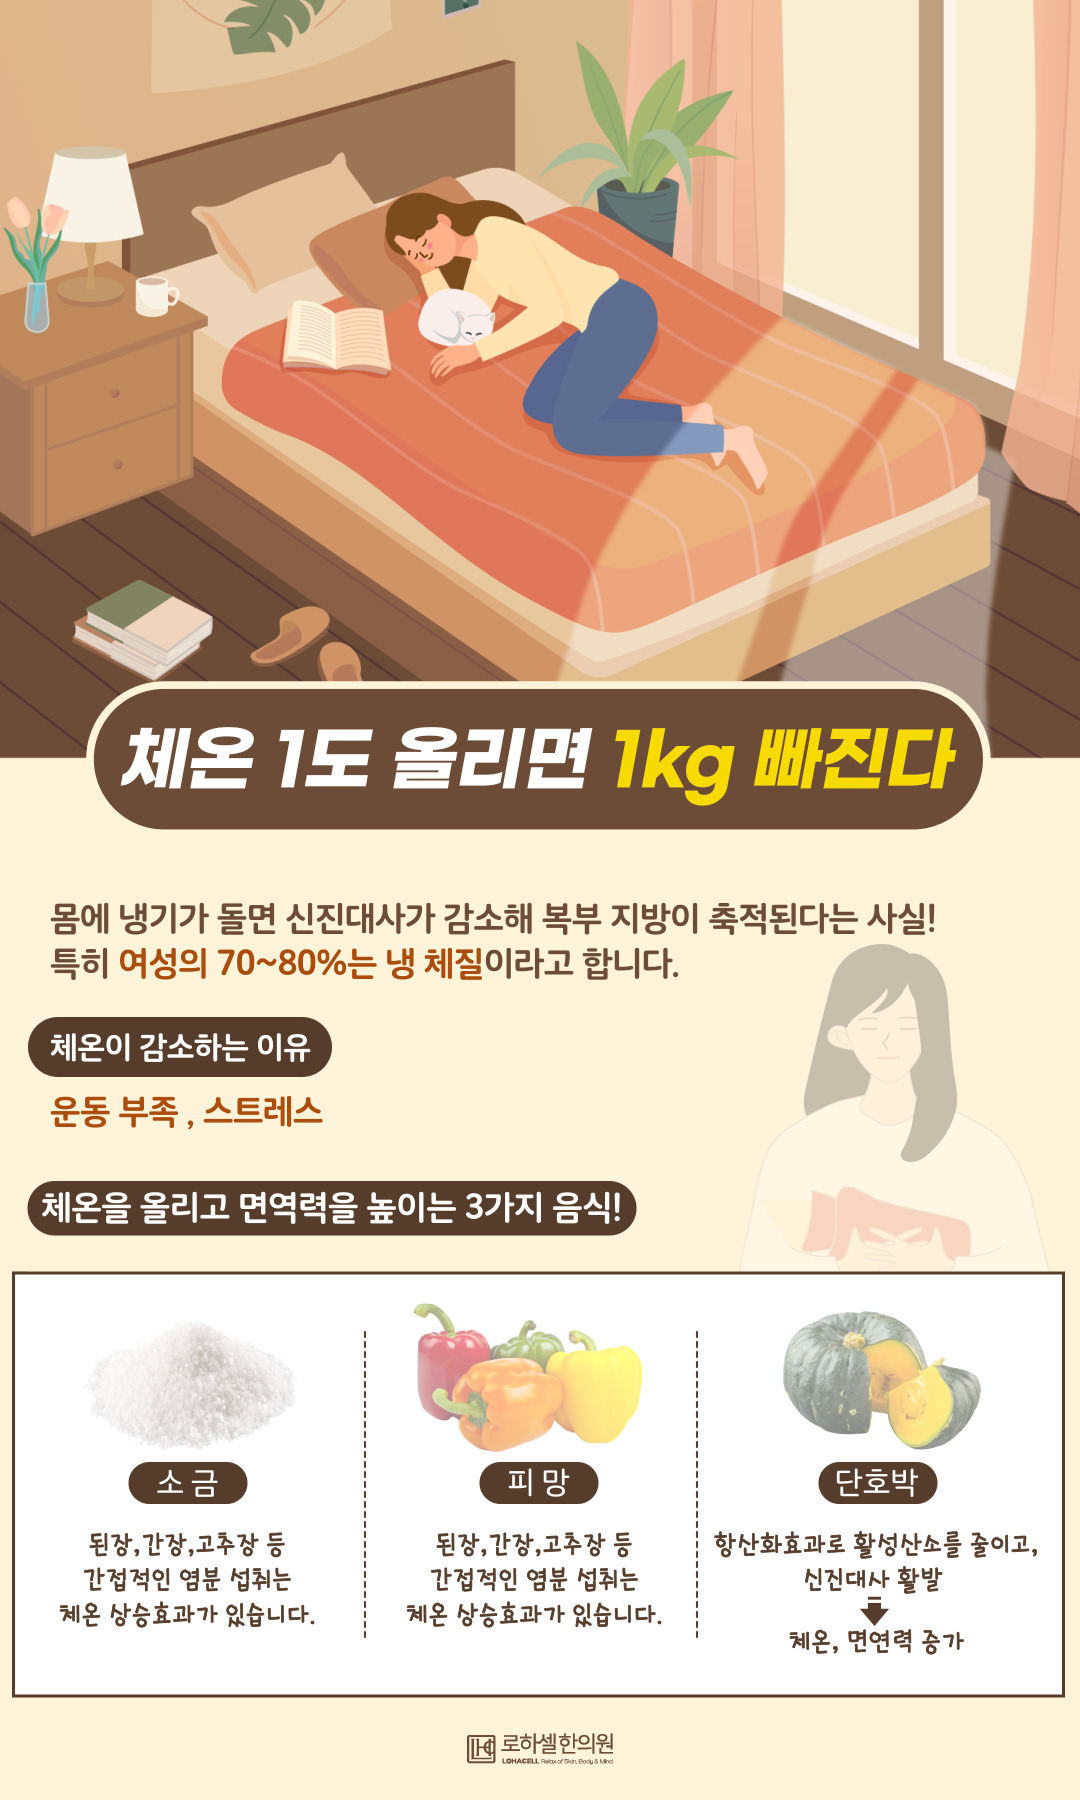 체온 1도 올리면 1kg 빠진다
몸에 냉기가 돌면 신진대사가 감소해 복부 지방이 축적된다는 사실!
특히 여성의 70~80%는 냉 체질이라고 합니다.
체온이 감소하는 이유
운동 부족 , 스트레스
체온을 올리고 면역력을 높이는 3가지 음식!
소 금
된장,간장,고추장 등
간접적인 염분 섭취는
체온 상승효과가 있습니다.
피 망
된장,간장,고추장 등
간접적인 염분 섭취는
체온 상승효과가 있습니다.
단호박
항산화효과로 활성산소를 줄이고,
신진대사 활발
체온, 면연력 증가
로하셀한의원
LOHACELL Relax of Skin, Body & Mind